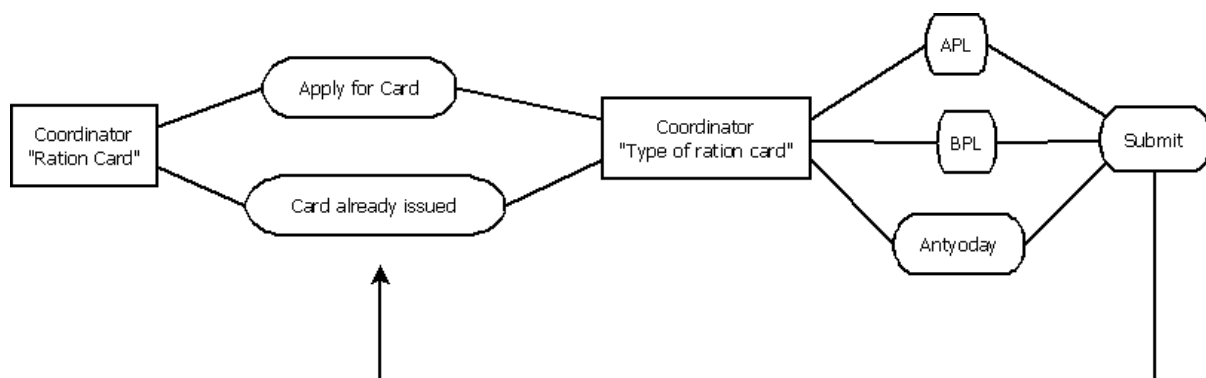 Coordinator
"Ration Card"
Apply for Card
Card already issued
Coordinator
"Type of ration card"
APL
BPL
Antyoday
Submit